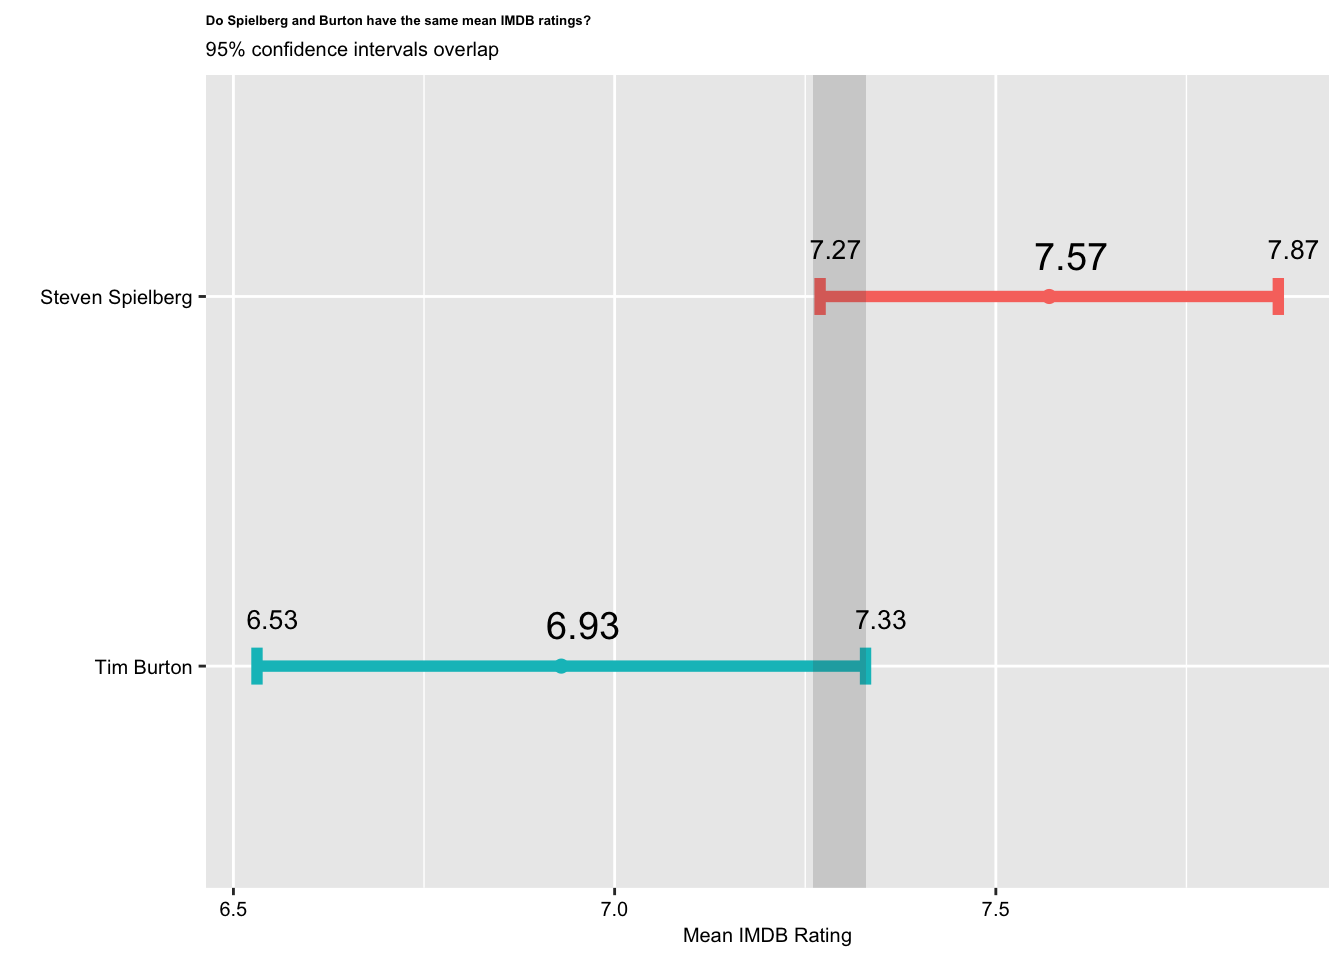 Do Spielberg and Burton have the same mean IMDB ratings?
95% confidence intervals overlap
7.27 7.57 7.87
Steven Spielberg
6.53 6.93 7.33
Tim Burton
6.5 7.0 7.5
Mean IMDB Rating